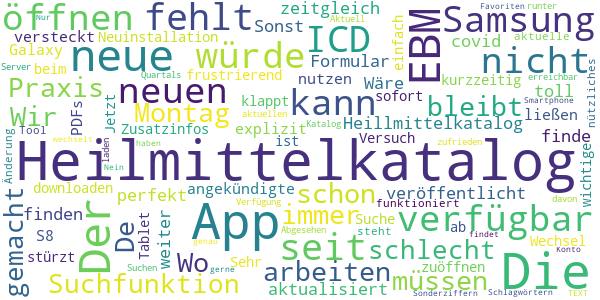 öffnen
fehlt
zeitgleich
Sonst
ICD
EBM
Samsung
Favoriten
runter
Nur
Aktuell
versteckt
Neuinstallation
neue
würde
Formular
einfach
covid
aktuelle
Server
Galaxy
beim
frustrierend
nutzen
Wäre
nicht
erreichbar
Quartals
Smartphone
Praxis
neuen
klappt
sofort
kurzzeitig
toll
aktuellen
Katalog
nützliches
Wir
PDFs
Jetzt
Montag
kann
bleibt
Tool
Zusatzinfos
explizit
Heillmittelkatalog
ließen
wechselt
laden
ist
Versuch
finde
zufrieden
Nein
haben
Heilmittelkatalog
Änderung
wichtiger
downloaden
angekündigte
schon
veröffentlicht
davon
gemacht
Der
perfekt
App
immer
funktioniert
verfügbar
Die
finden
De
Tablet
Weiter
Verfügung
Suche
ab
Wechsel
S8
Wo
seit
steht
findet
Konto
stürzt
Sehr
arbeiten
schlecht
Abgesehen
zuöffnen
Suchfunktion
aktualisiert
müssen
Suchen
gerne
genau
Sonderziffern
Schlagwörtern
TEXT